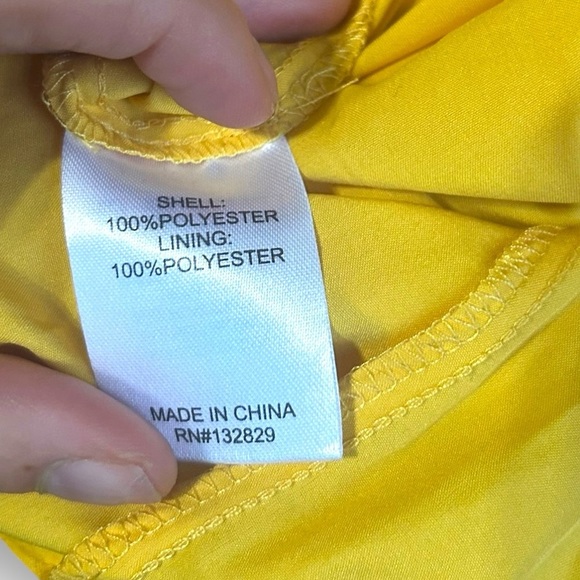 SHELL:
100%POLYESTER
LINING:
100%POLYESTER
MADE IN CHINA
RN#132829